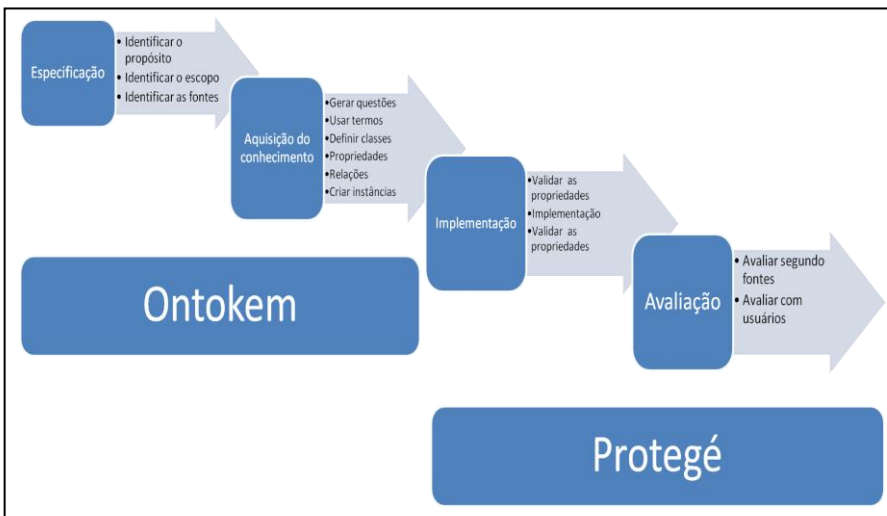 Especificação
• Identificar o
propósito
• Identificar o escopo
• Identificar as fontes
Aquisição do
conhecimento
•Gerar questões
•Usar termos
•Definir classes
•Propriedades
•Relações
•Criar instâncias
Implementação
•Validar as
propriedades
•Implementação
•Validar as
propriedades
Avaliação
• Avaliar segundo
fontes
• Avaliar com
usuários
Ontokem
Protegé